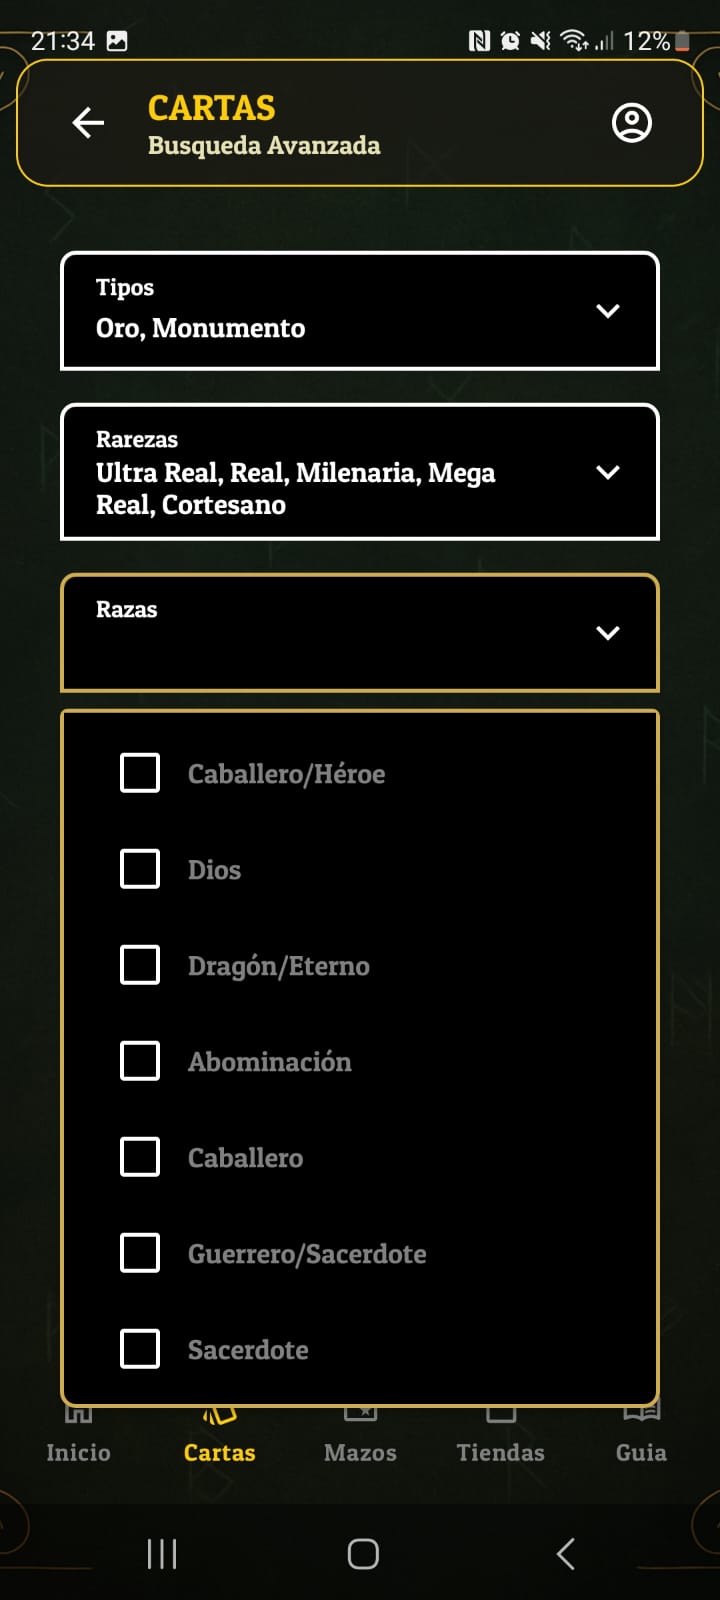 21:34
12%
CARTAS
Busqueda Avanzada
Tipos
Oro, Monumento
Rarezas
Ultra Real, Real, Milenaria, Mega
Real, Cortesano
Razas
Caballero/Héroe
Dios
Dragón/Eterno
Abominación
Caballero
Guerrero/Sacerdote
Sacerdote
Inicio
Cartas
Mazos
Tiendas
Guia